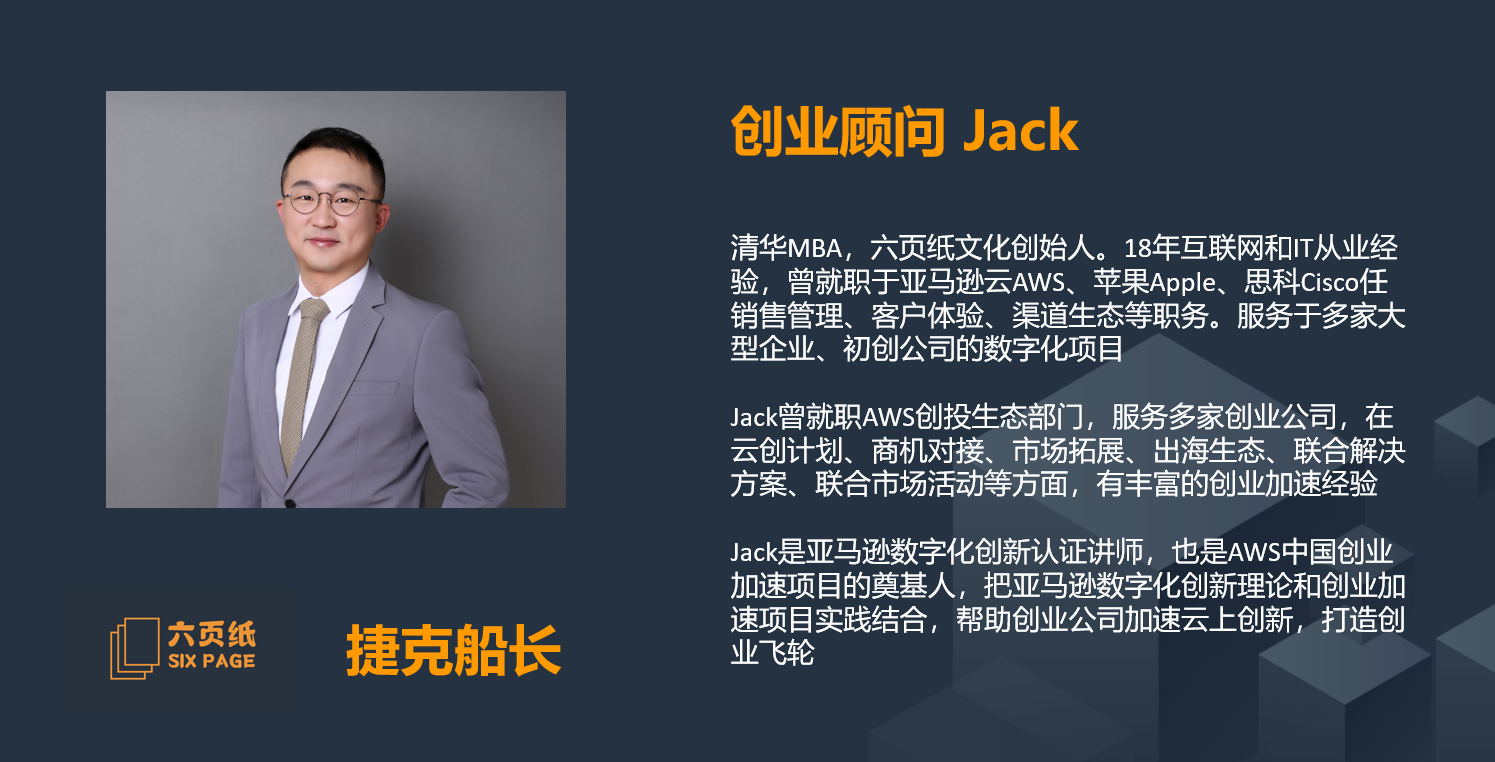 创业顾问 Jack
清华MBA，六页纸文化创始人。18年互联网和IT从业经
验，曾就职于亚马逊云AWS、苹果Apple、思科Cisco任
销售管理、客户体验、渠道生态等职务。服务于多家大
型企业、初创公司的数字化项目
Jack曾就职AWS创投生态部门，服务多家创业公司，在
云创计划、商机对接、市场拓展、出海生态、联合解决
方案、联合市场活动等方面，有丰富的创业加速经验
Jack是亚马逊数字化创新认证讲师，也是AWS中国创业
加速项目的奠基人，把亚马逊数字化创新理论和创业加
速项目实践结合，帮助创业公司加速云上创新，打造创
业飞轮
六页纸
SIX PAGE
捷克船长